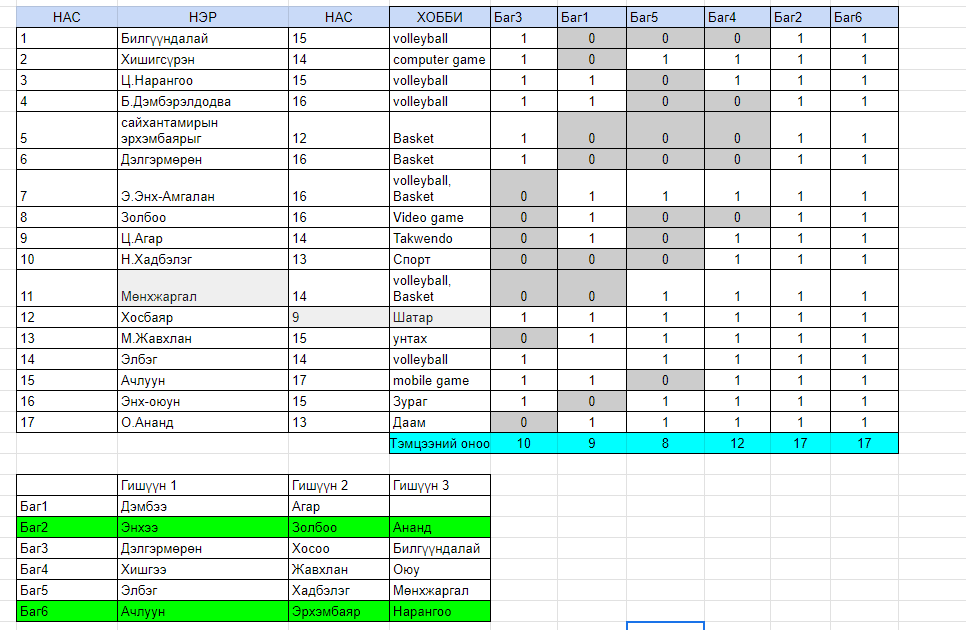 НАС НЭР НАС ХОББИ Баг3 Баг1 Баг5 Баг4 Баг2 Баг6
1 Билгүүндалай 15 volleyball 1 0 0 0 1 1
2 Хишигсүрэн 14 computer game 1 0 1 1 1 1
3 Ц.Нарангоо 15 volleyball 1 1 0 1 1 1
4 Б.Дэмбэрэлдодва 16 volleyball 1 1 0 0 1 1
сайхантамирын
5 эрхэмбаярыг 12 Basket 1 0 0 0 1 1
6 Дэлгэрмөрөн 16 Basket 1 0 0 0 1 1
volleyball,
7 Э.Энх-Амгалан 16 Basket 0 1 1 1 1 1
8 Золбоо 16 Video game 0 1 0 0 1 1
9 Ц.Агар 14 Takwendo 0 1 0 1 1 1
10 Н.Хадбэлэг 13 Спорт 0 0 0 1 1 1
volleyball,
11 Мөнхжаргал 14 Basket 0 0 1 1 1 1
12 Хосбаяр 9 Шатар 1 1 1 1 1 1
13 М.Жавхлан 15 унтах 0 1 1 1 1 1
14 Элбэг 14 volleyball 1 1 1 1 1
15 Ачлуун 17 mobile game 1 1 0 1 1 1
16 Энх-оюун 15 Зураг 1 0 1 1 1 1
17 О.Ананд 13 Даам 0 1 1 1 1 1
Тэмцээний оноо 10 9 8 12 17 17
Гишүүн 1 Гишүүн 2 Гишүүн 3
Баг1 Дэмбээ Агар
Баг2 Энхээ Золбоо Ананд
Баг3 Дэлгэрмөрөн Хосоо Билгүүндалай
Баг4 Хишгээ Жавхлан Оюу
Баг5 Элбэг Хадбэлэг Мөнхжаргал
Баг6 Ачлуун Эрхэмбаяр Нарангоо